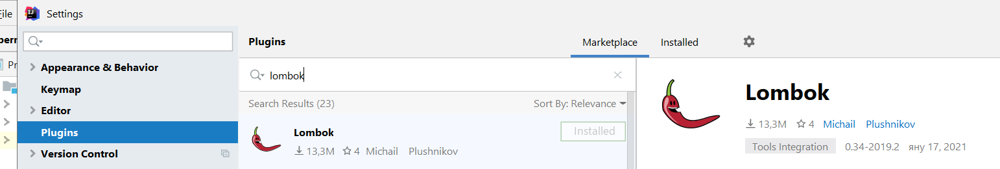 File
Settings
Plugins
Marketplace
Installed
Appearance & Behavior
Keymap
Editor
Plugins
Version Control
lombok
Search Results (23)
Sort By: Relevance
Lombok
Installed
13,3M 4 Michail Plushnikov
Lombok
13,3M 4 Michail Plushnikov
Tools Integration 0.34-2019.2 яну 17, 2021